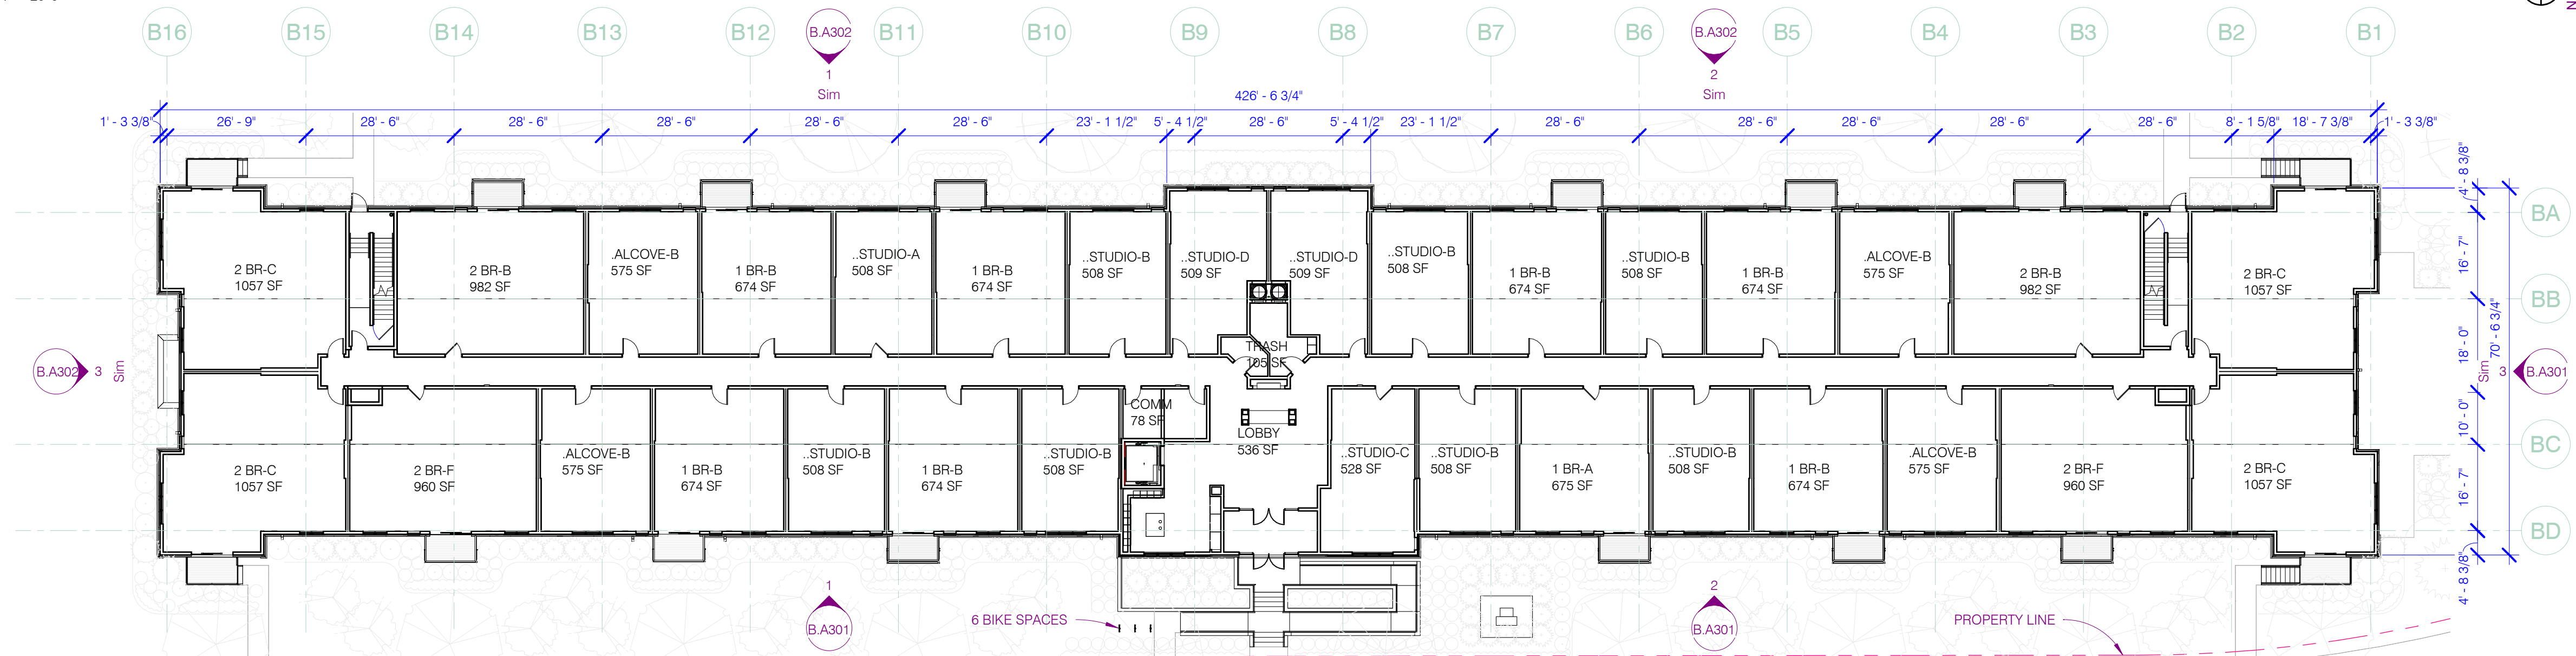 B16 B15 B14 B13 B12 B.A302 B11 B10 B9 B8 B7 B6 B.A302 B5 B4 B3 B2 B1
N
1 2
Sim Sim
426' - 6 3/4"
1' - 3 3/8" 26' - 9" 28' - 6" 28' - 6" 28' - 6" 28' - 6" 28' - 6" 23' - 1 1/2" 5' - 4 1/2" 28' - 6" 5' - 4 1/2" 23' - 1 1/2" 28' - 6" 28' - 6" 28' - 6" 28' - 6" 28' - 6" 8' - 1 5/8" 18' - 7 3/8" 1' - 3 3/8"
4' - 8 3/8"
BA
16' - 7"
2 BR-C
1057 SF
2 BR-B
982 SF
.ALCOVE-B
575 SF
1 BR-B
674 SF
..STUDIO-A
508 SF
1 BR-B
674 SF
..STUDIO-B
508 SF
..STUDIO-D
509 SF
..STUDIO-D
509 SF
..STUDIO-B
508 SF
1 BR-B
674 SF
..STUDIO-B
508 SF
1 BR-B
674 SF
.ALCOVE-B
575 SF
2 BR-B
982 SF
2 BR-C
1057 SF
BB
18' - 0"
70' - 6 3/4"
TRASH
105 SF
B.A302 3 Sim
Sim 3 B.A301
COMM
78 SF
LOBBY
536 SF
10' - 0"
BC
2 BR-C
1057 SF
2 BR-F
960 SF
.ALCOVE-B
575 SF
1 BR-B
674 SF
..STUDIO-B
508 SF
1 BR-B
674 SF
..STUDIO-B
508 SF
..STUDIO-C
528 SF
..STUDIO-B
508 SF
1 BR-A
675 SF
..STUDIO-B
508 SF
1 BR-B
674 SF
.ALCOVE-B
575 SF
2 BR-F
960 SF
2 BR-C
1057 SF
16' - 7"
BD
4' - 8 3/8"
1 2
B.A301 B.A301
6 BIKE SPACES
PROPERTY LINE